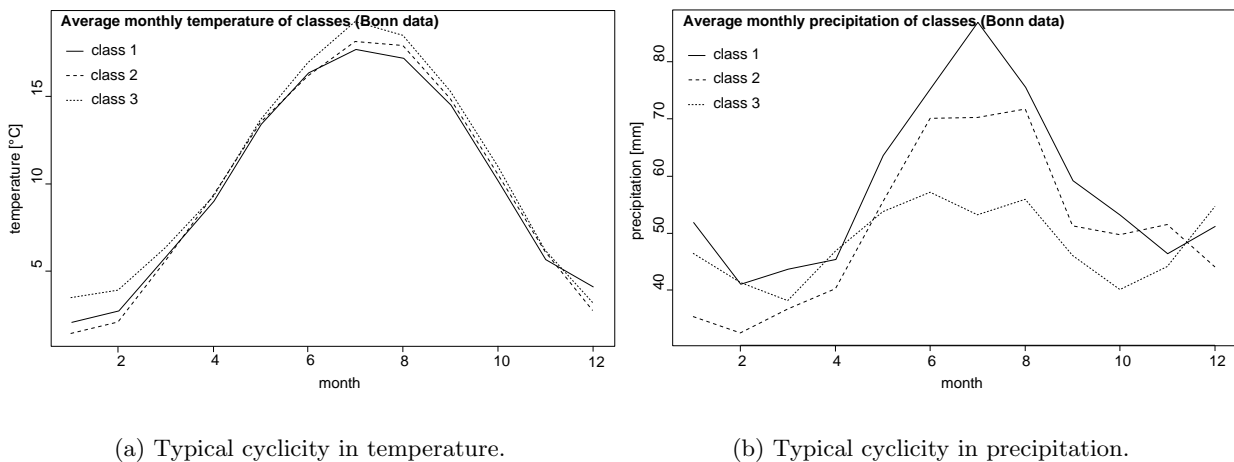 Average monthly temperature of classes (Bonn data)
class 1
class 2
class 3
temperature [°C]
15
10
5
2
4
6
8
10
12
month
(a) Typical cyclicity in temperature.
Average monthly precipitation of classes (Bonn data)
class 1
class 2
class 3
precipitation [mm]
80
70
60
50
40
2
4
6
8
10
12
month
(b) Typical cyclicity in precipitation.